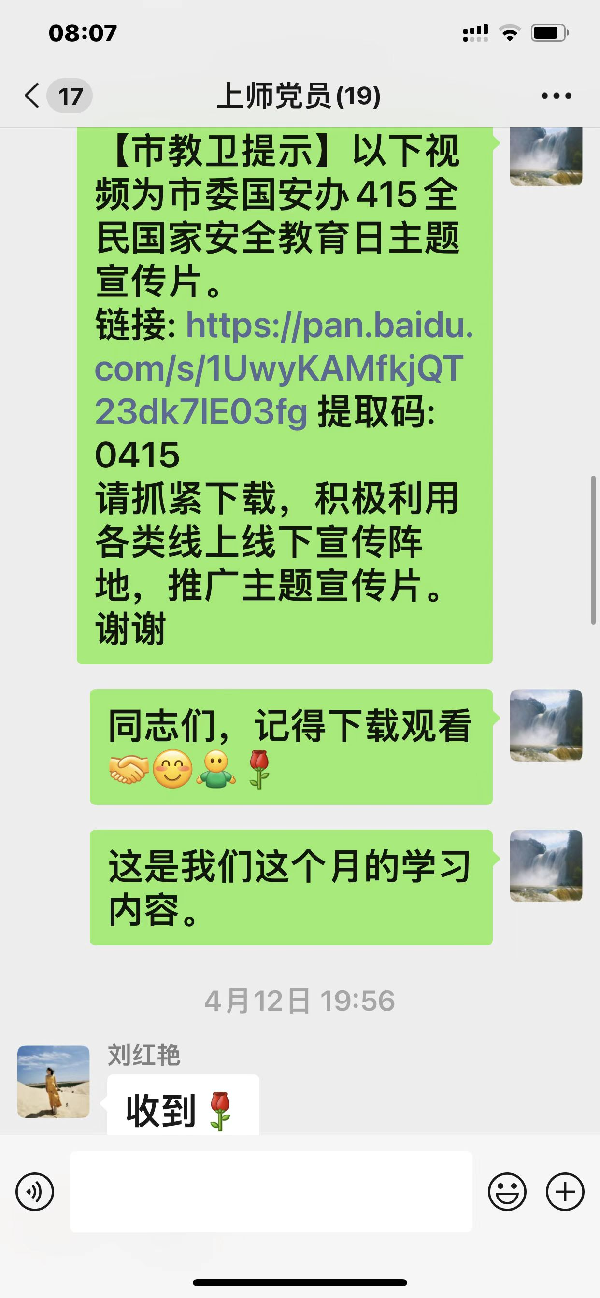 08:07
17
上师党员(19)
【市教卫提示】以下视
频为市委国安办415全
民国家安全教育日主题
宣传片。
链接: https://pan.baidu.
com/s/1UwyKAMfkjQT
23dk7lE03fg 提取码:
0415
请抓紧下载，积极利用
各类线上线下宣传阵
地，推广主题宣传片。
谢谢
同志们，记得下载观看
🤝😊🌹
这是我们这个月的学习
内容。
4月12日 19:56
刘红艳
收到🌹